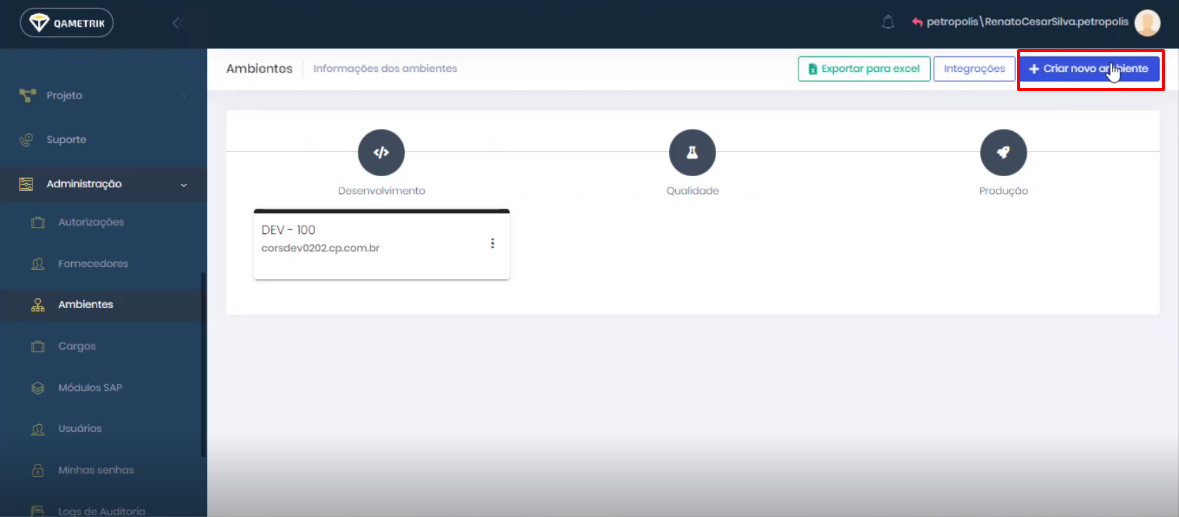 QAMETRIK
petropolis\RenatoCesarSilva.petropolis
Ambientes
Informações dos ambientes
Exportar para excel
Integrações
+ Criar novo ambiente
Projeto
Suporte
Administração
Autorizações
Fornecedores
Ambientes
Cargos
Módulos SAP
Usuários
Minhas senhas
Logs de Auditoria
Desenvolvimento
Qualidade
Produção
DEV - 100
corsdev0202.cp.com.br